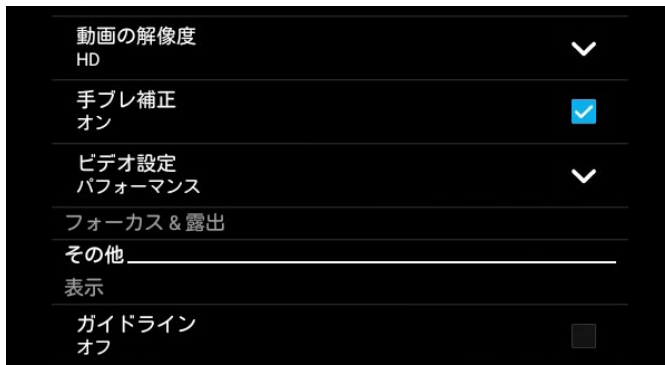 動画の解像度
HD
手ブレ補正
オン
ビデオ設定
パフォーマンス
フォーカス & 露出
その他
表示
ガイドライン
オフ